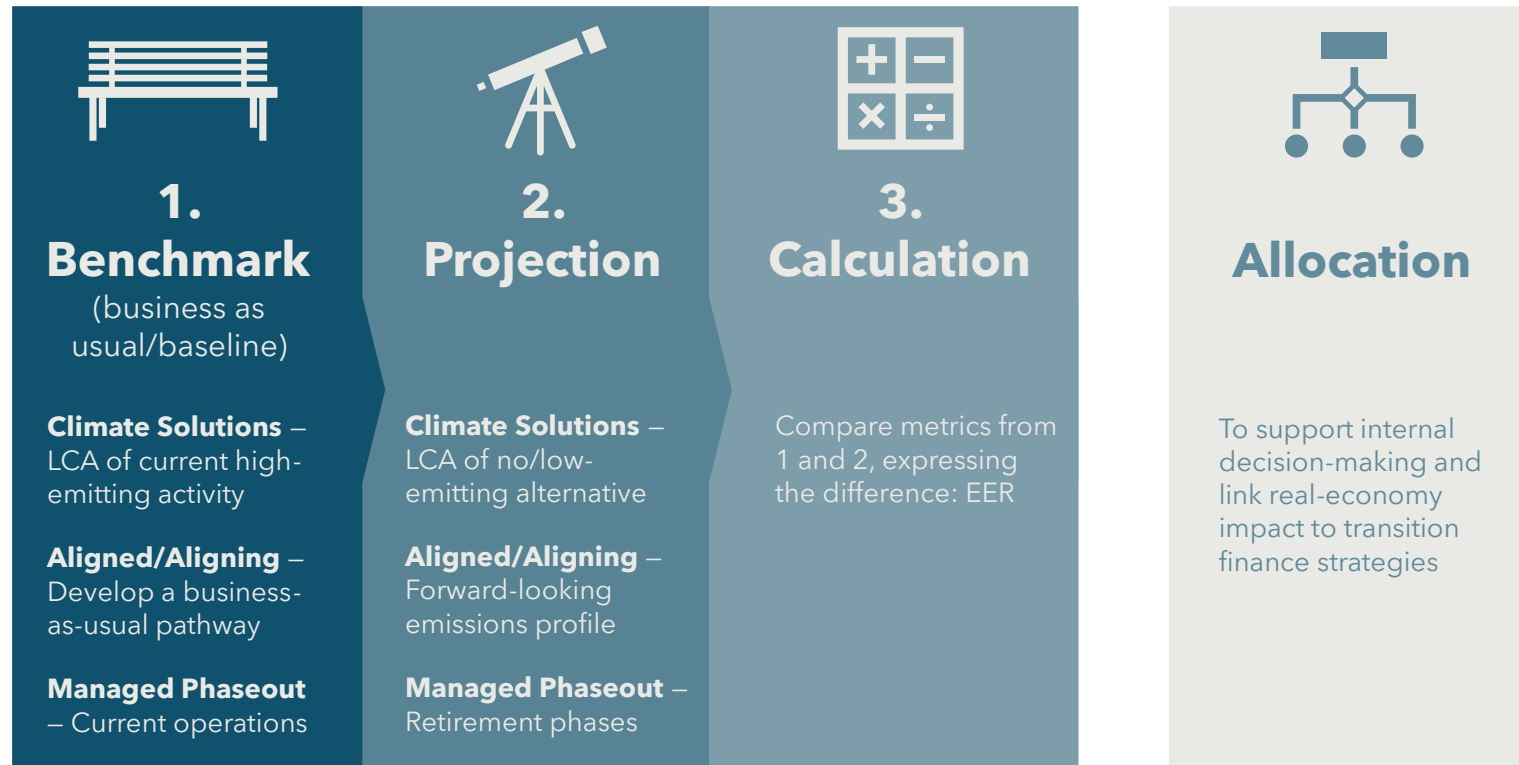 1.
Benchmark
(business as
usual/baseline)
Climate Solutions –
LCA of current high-
emitting activity
Aligned/Aligning –
Develop a business-
as-usual pathway
Managed Phaseout
– Current operations
2.
Projection
Climate Solutions –
LCA of no/low-
emitting alternative
Aligned/Aligning –
Forward-looking
emissions profile
Managed Phaseout –
Retirement phases
3.
Calculation
Compare metrics from
1 and 2, expressing
the difference: EER
Allocation
To support internal
decision-making and
link real-economy
impact to transition
finance strategies